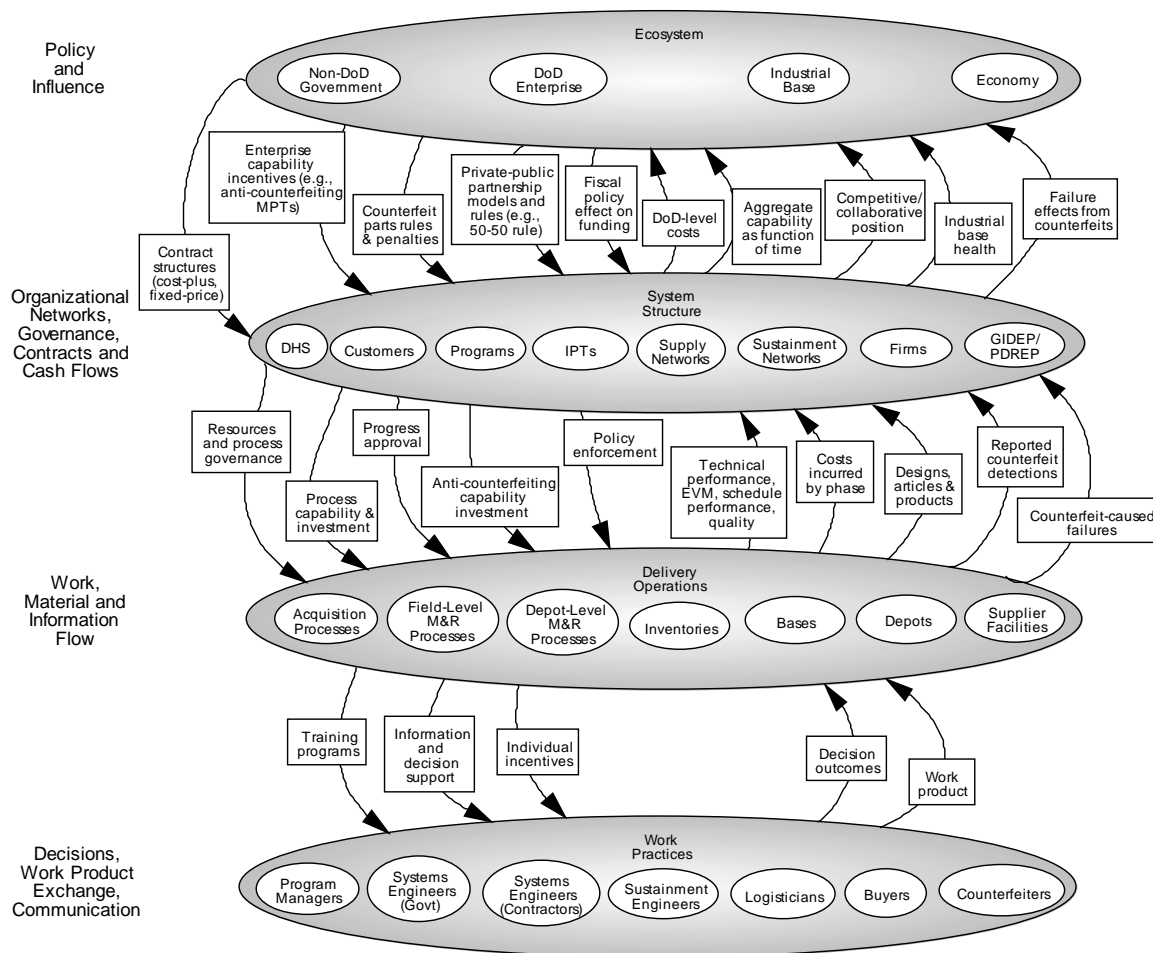 Policy
and
Influence
Ecosystem
Non-DoD
Government
DoD
Enterprise
Industrial
Base
Economy
Enterprise
capability
incentives (e.g.,
anti-counterfeiting
MPTs)
Counterfeit
parts rules
& penalties
Private-public
partnership
models and
rules (e.g.,
50-50 rule)
Fiscal
policy
effect on
funding
DoD-level
costs
Aggregate
capability
as function
of time
Competitive/
collaborative
position
Industrial
base
health
Failure
effects from
counterfeits
Contract
structures
(cost-plus,
fixed-price)
Organizational
Networks,
Governance,
Contracts and
Cash Flows
System
Structure
DHS
Customers
Programs
IPTs
Supply
Networks
Sustainment
Networks
Firms
GIDEP/
PDREP
Resources
and process
governance
Process
capability &
investment
Progress
approval
Anti-counterfeiting
capability
investment
Policy
enforcement
Technical
performance,
EVM, schedule
performance,
quality
Costs
incurred
by phase
Designs,
articles &
products
Reported
counterfeit
detections
Counterfeit-caused
failures
Work,
Material and
Information
Flow
Delivery
Operations
Acquisition
Processes
Field-Level
M&R
Processes
Depot-Level
M&R
Processes
Inventories
Bases
Depots
Supplier
Facilities
Training
programs
Information
and
decision
support
Individual
incentives
Decision
outcomes
Work
product
Decisions,
Work Product
Exchange,
Communication
Work
Practices
Program
Managers
Systems
Engineers
(Govt)
Systems
Engineers
(Contractors)
Sustainment
Engineers
Logisticians
Buyers
Counterfeiters